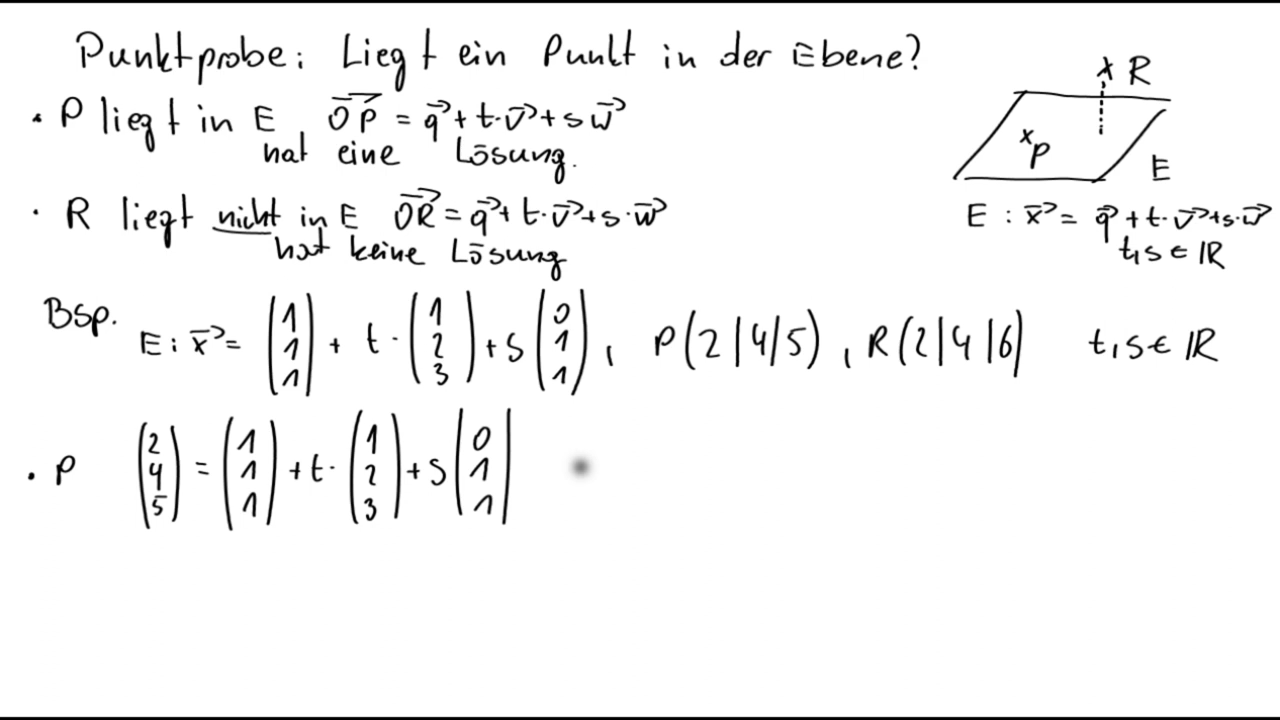 Punktprobe: Liegt ein Punkt in der Ebene?
• P liegt in E, OP⃗ = q⃗ + t·v⃗ + s w⃗
hat eine Lösung.
• R liegt nicht in E OR⃗ = q⃗ + t·v⃗ + s·w⃗
hat keine Lösung
x R
x P
E
E : x⃗ = q⃗ + t·v⃗ + s·w⃗
t,s ∈ ℝ
Bsp. E : x⃗ = (1 1 1) + t · (1 2 3) + s (0 1 1) , P(2|4|5) , R(2|4|6) t,s ∈ ℝ
• P (2 4 5) = (1 1 1) + t · (1 2 3) + s (0 1 1)